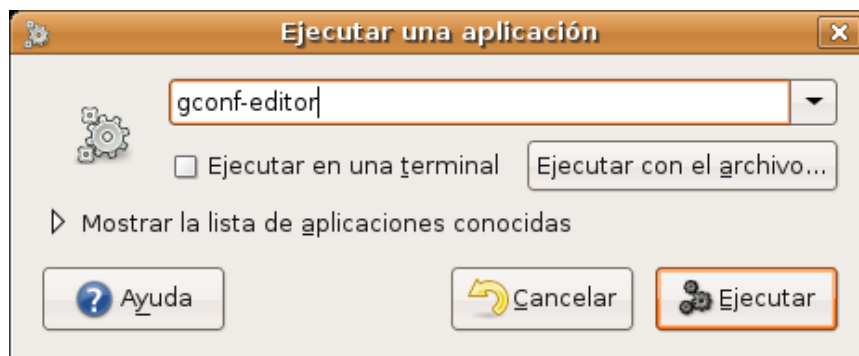 Ejecutar una aplicación
gconf-editor
Ejecutar en una terminal Ejecutar con el archivo...
Mostrar la lista de aplicaciones conocidas
Ayuda Cancelar Ejecutar